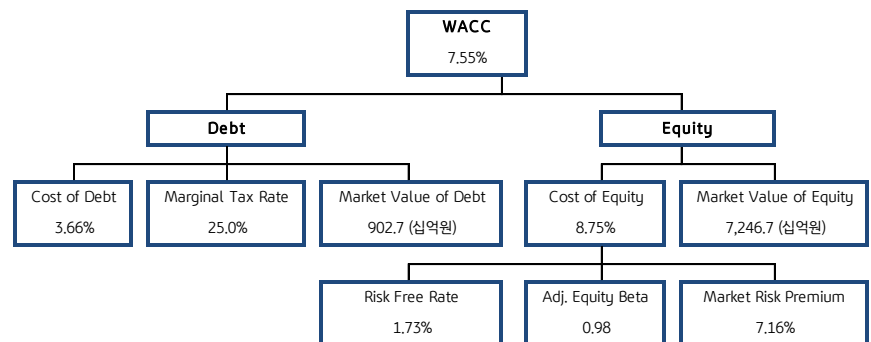 WACC
7.55%
Debt
Equity
Cost of Debt
3.66%
Marginal Tax Rate
25.0%
Market Value of Debt
902.7 (십억원)
Cost of Equity
8.75%
Market Value of Equity
7,246.7 (십억원)
Risk Free Rate
1.73%
Adj. Equity Beta
0.98
Market Risk Premium
7.16%